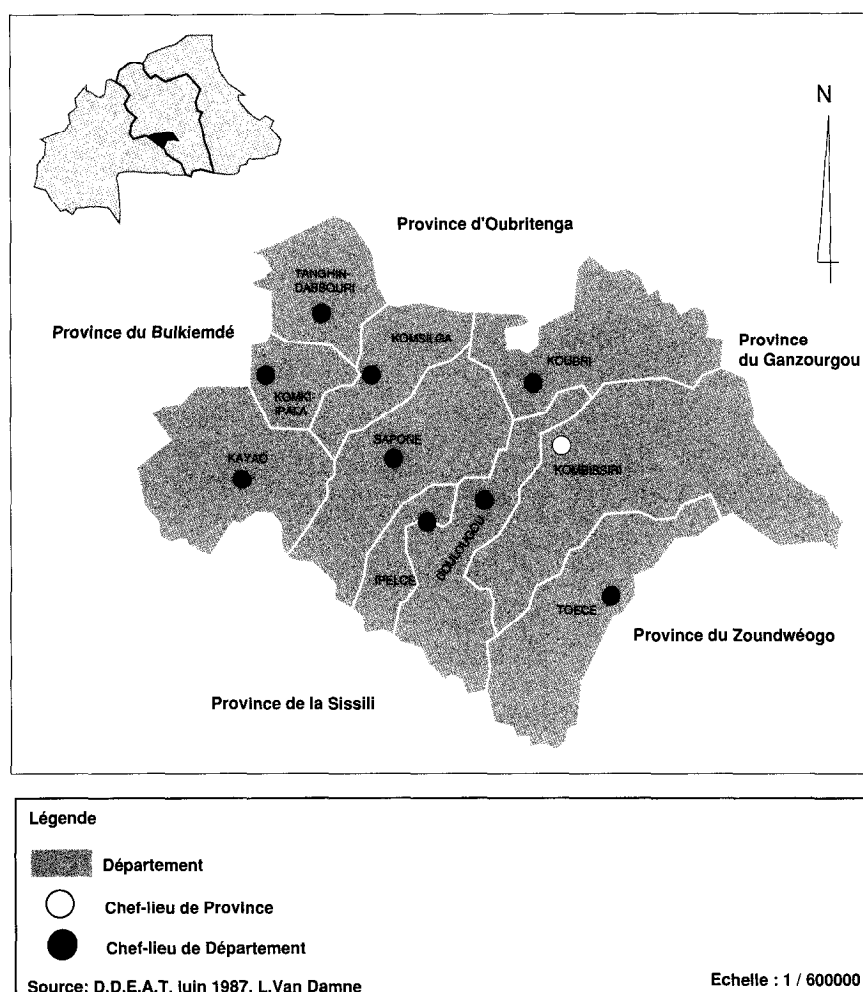 N
Province d'Oubritenga
TANGHIN-
DASSOURI
Province du Bulkiemdé
KOMSILGA
Province
du Ganzourgou
KOUBRI
KOMKI-
IPALA
SAPONE
KAYAO
KOMBISSIRI
DOULOUGOU
IPELCE
TOECE
Province du Zoundwéogo
Province de la Sissili
Légende
Département
Chef-lieu de Province
Chef-lieu de Département
Source: D.D.E.A.T. juin 1987. L.Van Damne
Echelle : 1 / 600000